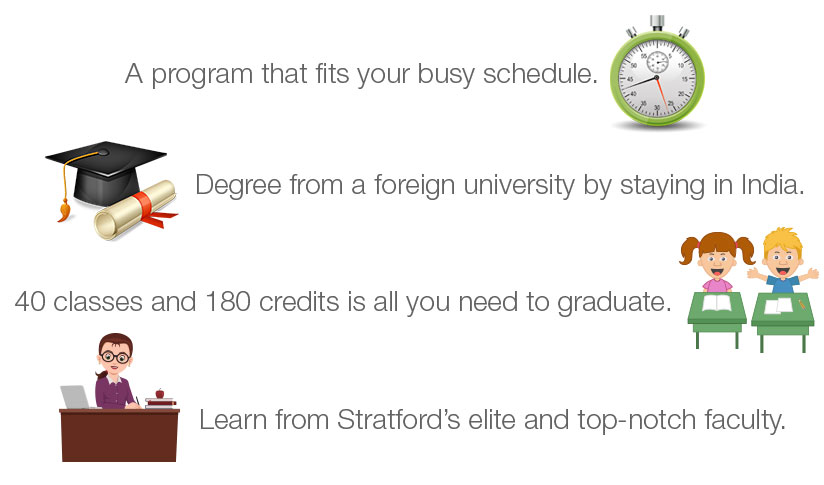 A program that fits your busy schedule.
Degree from a foreign university by staying in India.
40 classes and 180 credits is all you need to graduate.
Learn from Stratford's elite and top-notch faculty.